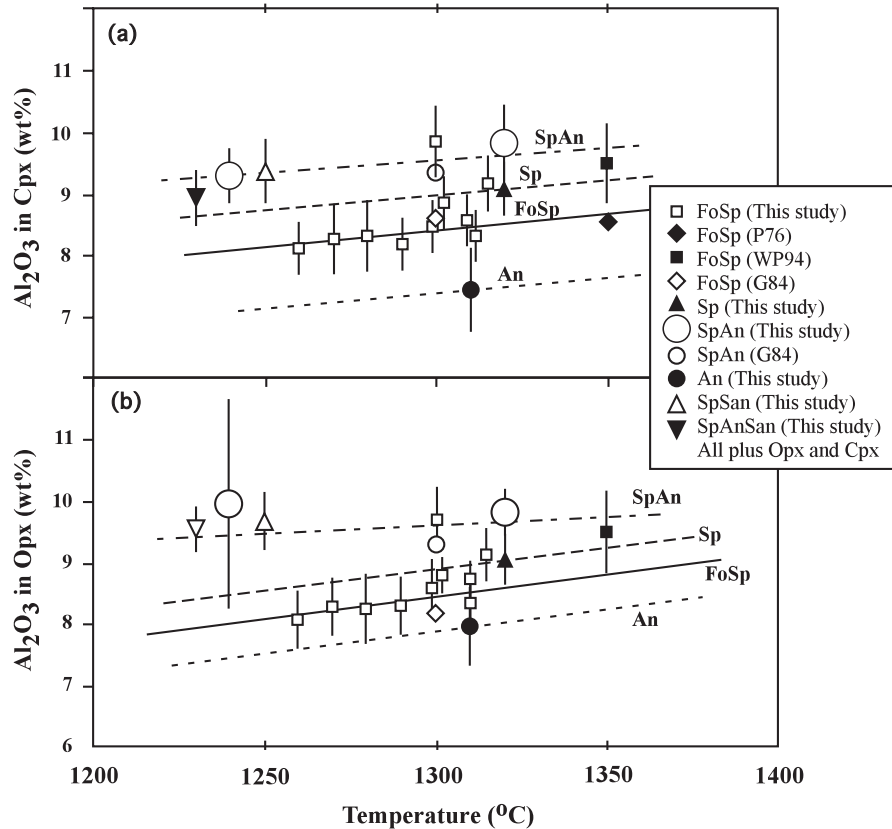 (a)
11
10
9
8
7
Al2O3 in Cpx (wt%)
SpAn
Sp
FoSp
An
FoSp (This study)
FoSp (P76)
FoSp (WP94)
FoSp (G84)
Sp (This study)
SpAn (This study)
SpAn (G84)
An (This study)
SpSan (This study)
SpAnSan (This study)
All plus Opx and Cpx
(b)
11
10
9
8
7
6
Al2O3 in Opx (wt%)
SpAn
Sp
FoSp
An
1200 1250 1300 1350 1400
Temperature (oC)